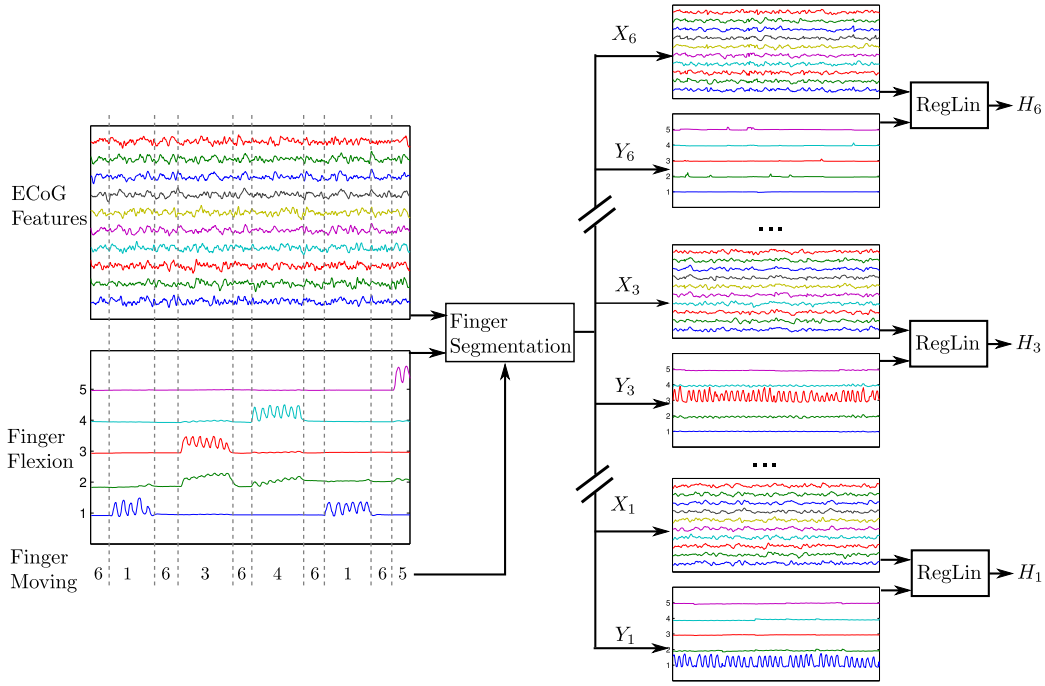 ECoG
Features
5
4
3
2
1
Finger
Flexion
Finger
Moving
6 1 6 3 6 4 6 1 6 5
Finger
Segmentation
X6
Y6
5
4
3
2
1
RegLin
H6
...
X3
Y3
5
4
3
2
1
RegLin
H3
...
X1
Y1
5
4
3
2
1
RegLin
H1